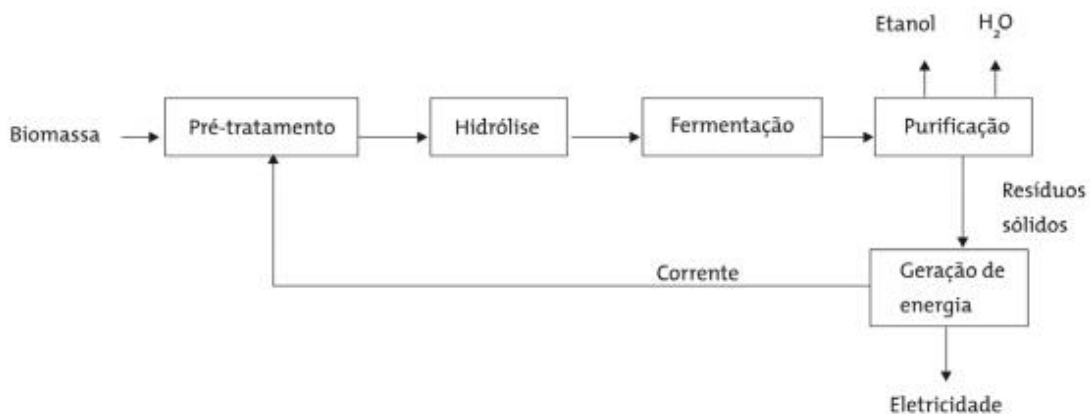 Etanol
H₂O
Biomassa
Pré-tratamento
Hidrólise
Fermentação
Purificação
Resíduos
sólidos
Corrente
Geração de
energia
Eletricidade